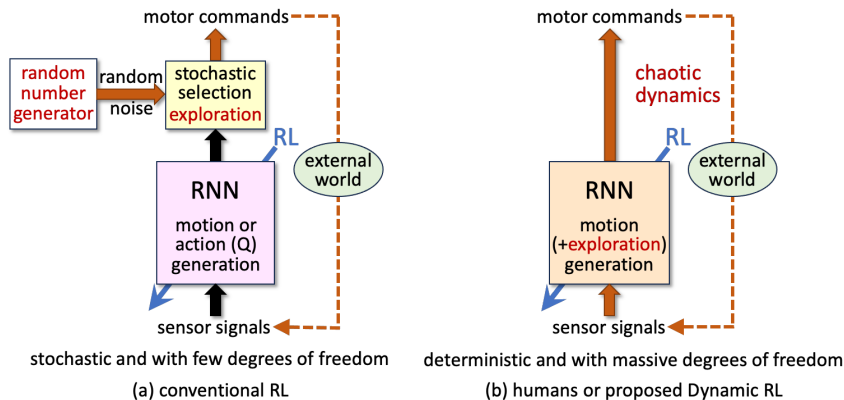 motor commands
random
number
generator
random
noise
stochastic
selection
exploration
RL
external
world
RNN
motion or
action (Q)
generation
sensor signals
stochastic and with few degrees of freedom
(a) conventional RL
motor commands
chaotic
dynamics
RL
external
world
RNN
motion
(+exploration)
generation
sensor signals
deterministic and with massive degrees of freedom
(b) humans or proposed Dynamic RL